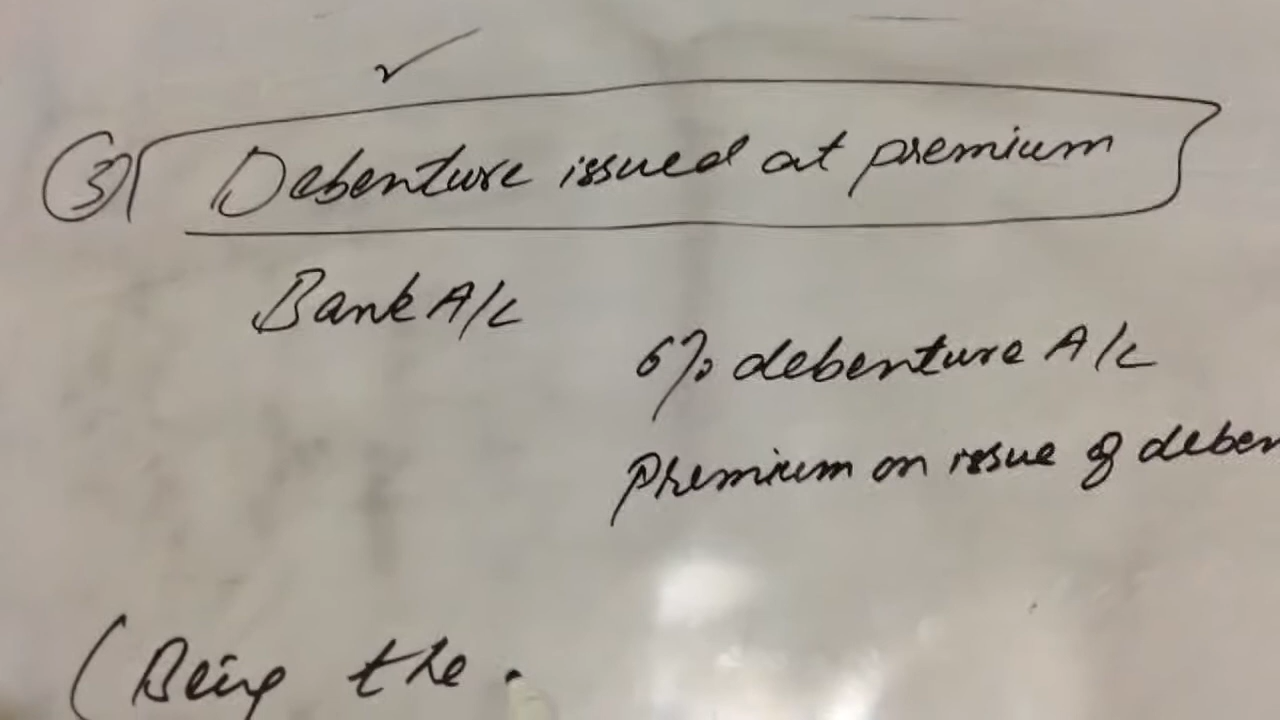 3 Debenture issued at premium
Bank A/c
6% debenture A/c
Premium on issue of deben
(Being the